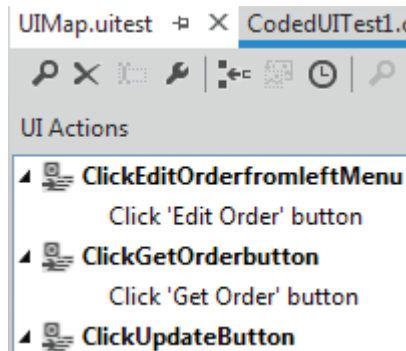 UIMap.uitest CodedUITest1.
UI Actions
ClickEditOrderfromleftMenu
Click 'Edit Order' button
ClickGetOrderbutton
Click 'Get Order' button
ClickUpdateButton